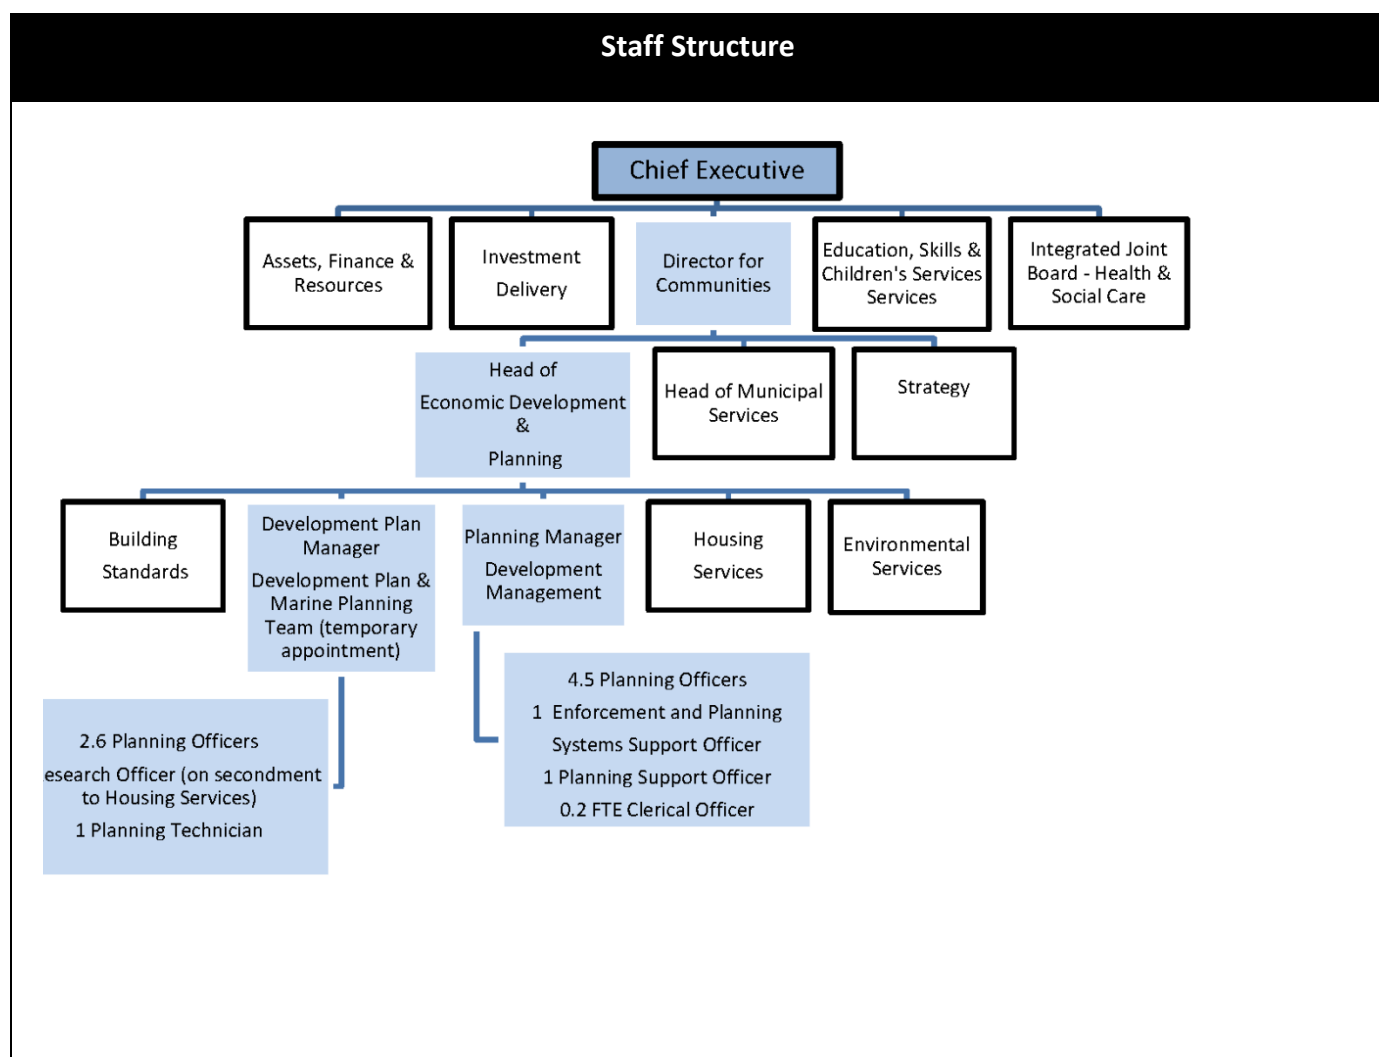 Staff Structure
Chief Executive
Assets, Finance &
Resources
Investment
Delivery
Director for
Communities
Education, Skills &
Children's Services
Services
Integrated Joint
Board - Health &
Social Care
Head of
Economic Development
&
Planning
Head of Municipal
Services
Strategy
Building
Standards
Development Plan
Manager
Development Plan &
Marine Planning
Team (temporary
appointment)
Planning Manager
Development
Management
Housing
Services
Environmental
Services
2.6 Planning Officers
esearch Officer (on secondment
to Housing Services)
1 Planning Technician
4.5 Planning Officers
1 Enforcement and Planning
Systems Support Officer
1 Planning Support Officer
0.2 FTE Clerical Officer